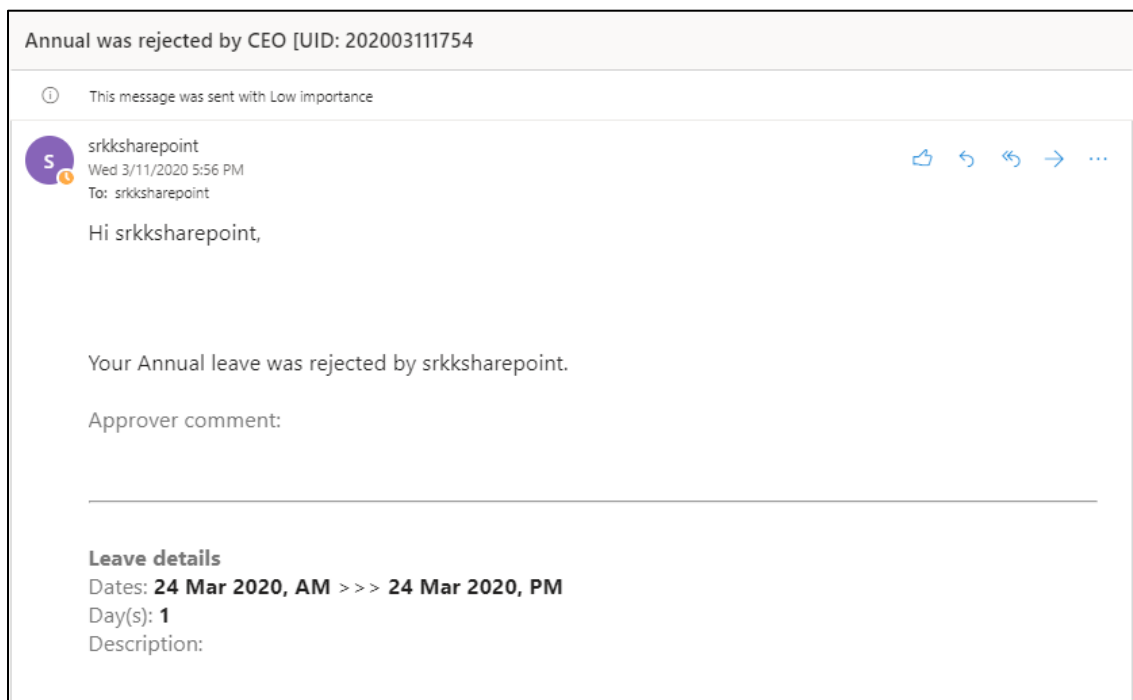 Annual was rejected by CEO [UID: 202003111754
This message was sent with Low importance
S
srkksharepoint
Wed 3/11/2020 5:56 PM
To: srkksharepoint
Hi srkksharepoint,
Your Annual leave was rejected by srkksharepoint.
Approver comment:
Leave details
Dates: 24 Mar 2020, AM >>> 24 Mar 2020, PM
Day(s): 1
Description: